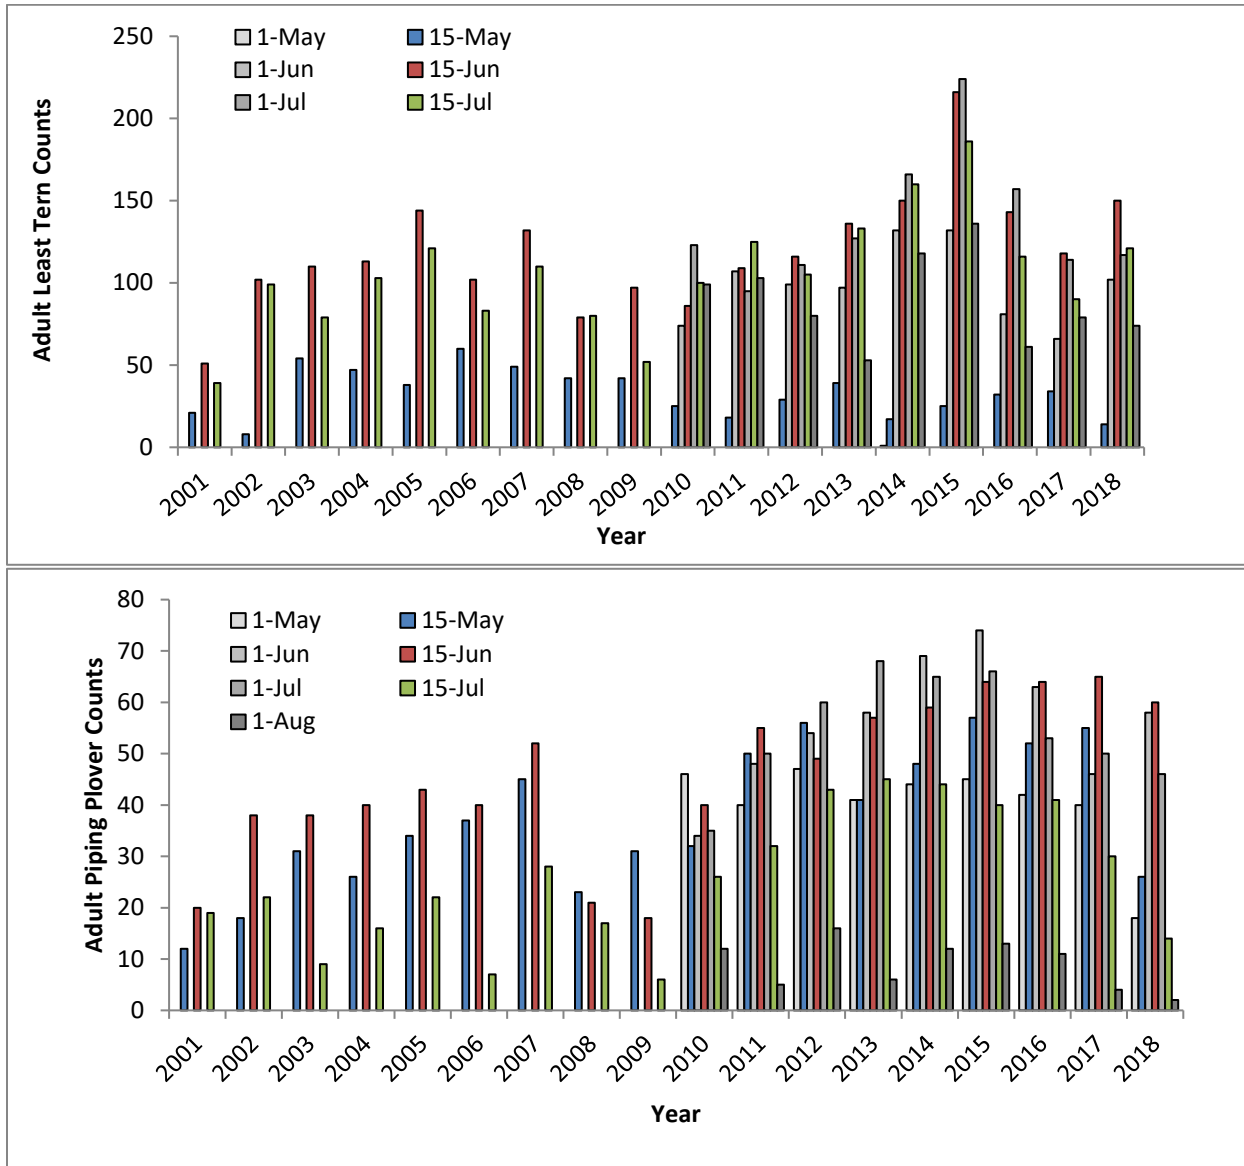 250
200
150
100
50
0
Adult Least Tern Counts
1-May 15-May
1-Jun 15-Jun
1-Jul 15-Jul
2001 2002 2003 2004 2005 2006 2007 2008 2009 2010 2011 2012 2013 2014 2015 2016 2017 2018
Year
80
70
60
50
40
30
20
10
0
Adult Piping Plover Counts
1-May 15-May
1-Jun 15-Jun
1-Jul 15-Jul
1-Aug
2001 2002 2003 2004 2005 2006 2007 2008 2009 2010 2011 2012 2013 2014 2015 2016 2017 2018
Year